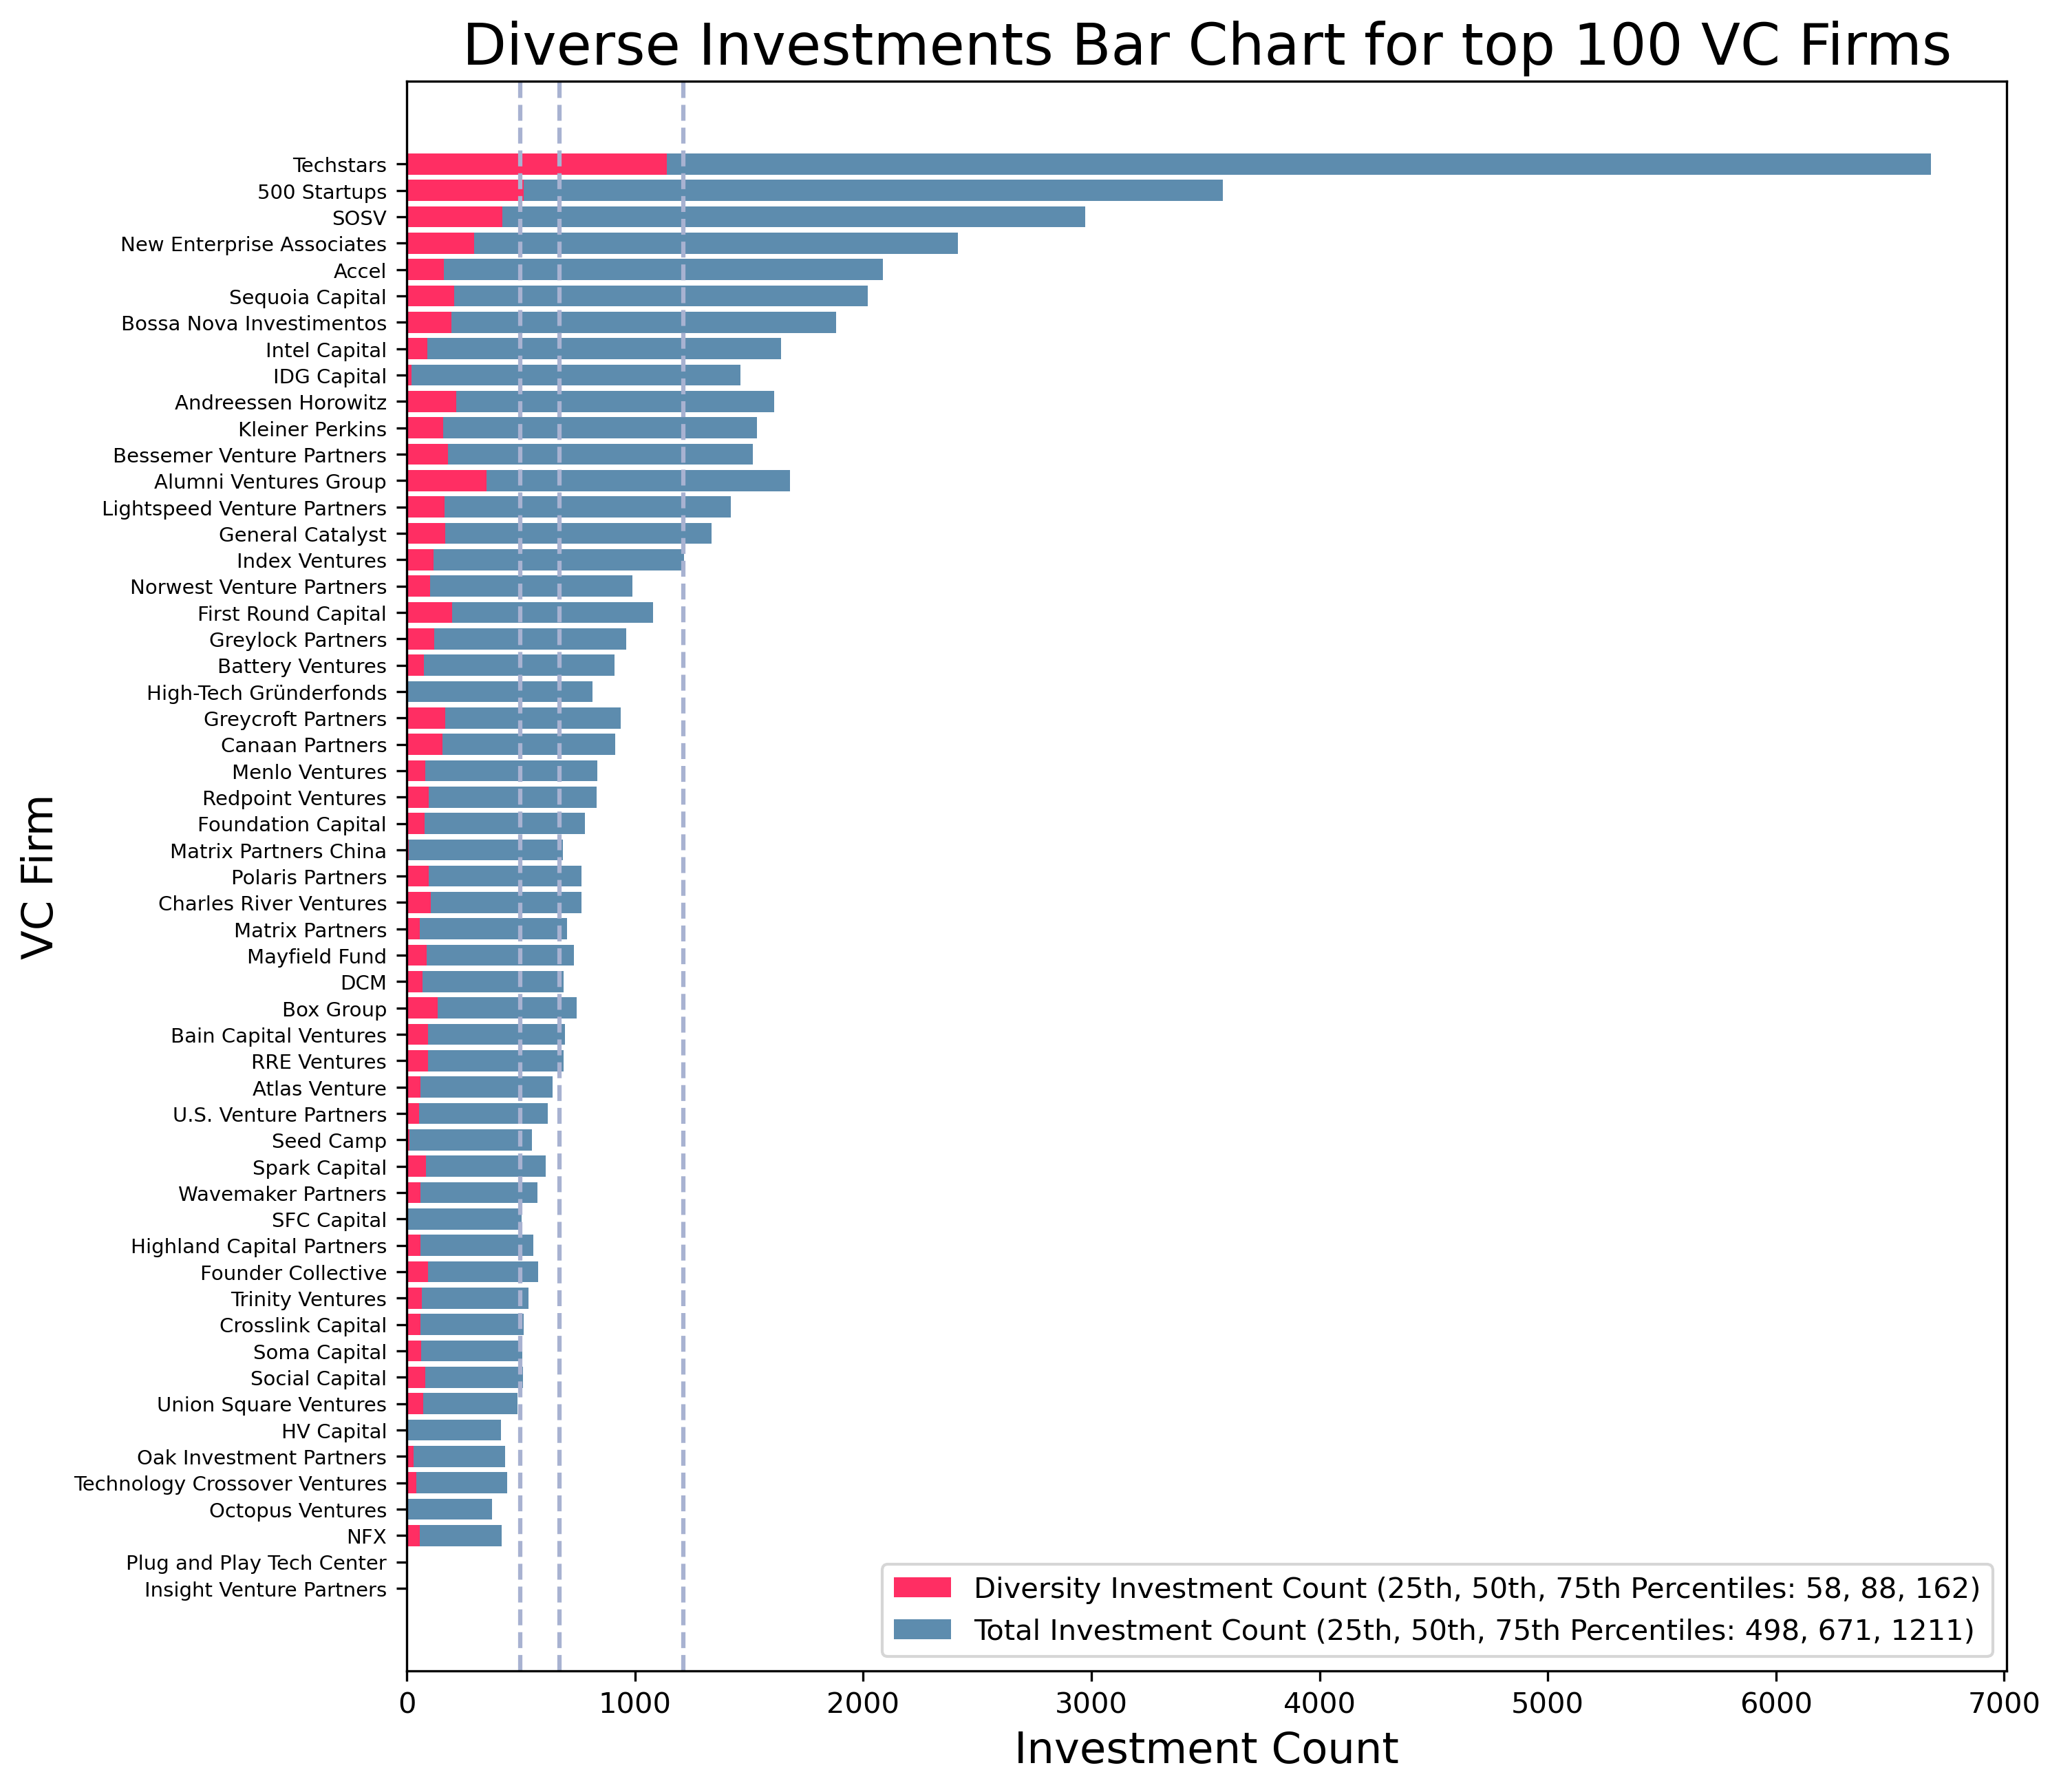 Diverse Investments Bar Chart for top 100 VC Firms
VC Firm
Techstars
500 Startups
SOSV
New Enterprise Associates
Accel
Sequoia Capital
Bossa Nova Investimentos
Intel Capital
IDG Capital
Andreessen Horowitz
Kleiner Perkins
Bessemer Venture Partners
Alumni Ventures Group
Lightspeed Venture Partners
General Catalyst
Index Ventures
Norwest Venture Partners
First Round Capital
Greylock Partners
Battery Ventures
High-Tech Gründerfonds
Greycroft Partners
Canaan Partners
Menlo Ventures
Redpoint Ventures
Foundation Capital
Matrix Partners China
Polaris Partners
Charles River Ventures
Matrix Partners
Mayfield Fund
DCM
Box Group
Bain Capital Ventures
RRE Ventures
Atlas Venture
U.S. Venture Partners
Seed Camp
Spark Capital
Wavemaker Partners
SFC Capital
Highland Capital Partners
Founder Collective
Trinity Ventures
Crosslink Capital
Soma Capital
Social Capital
Union Square Ventures
HV Capital
Oak Investment Partners
Technology Crossover Ventures
Octopus Ventures
NFX
Plug and Play Tech Center
Insight Venture Partners
Diversity Investment Count (25th, 50th, 75th Percentiles: 58, 88, 162)
Total Investment Count (25th, 50th, 75th Percentiles: 498, 671, 1211)
0 1000 2000 3000 4000 5000 6000 7000
Investment Count